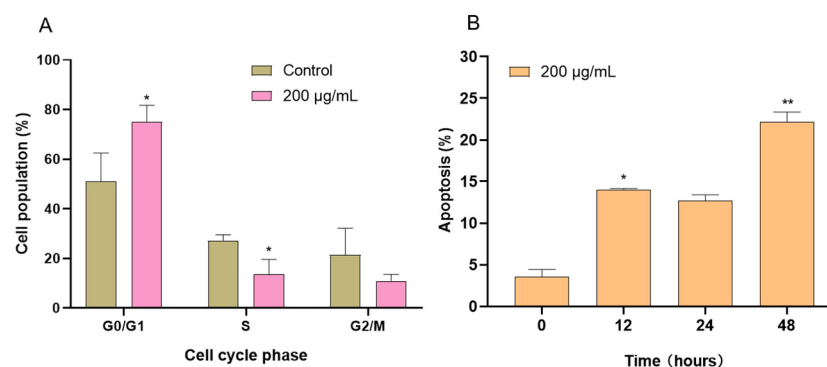 A
Cell population (%)
100
80
60
40
20
0
Control
200 μg/mL
*
*
G0/G1 S G2/M
Cell cycle phase
B
Apoptosis (%)
30
25
20
15
10
5
0
200 μg/mL
*
**
0 12 24 48
Time (hours)